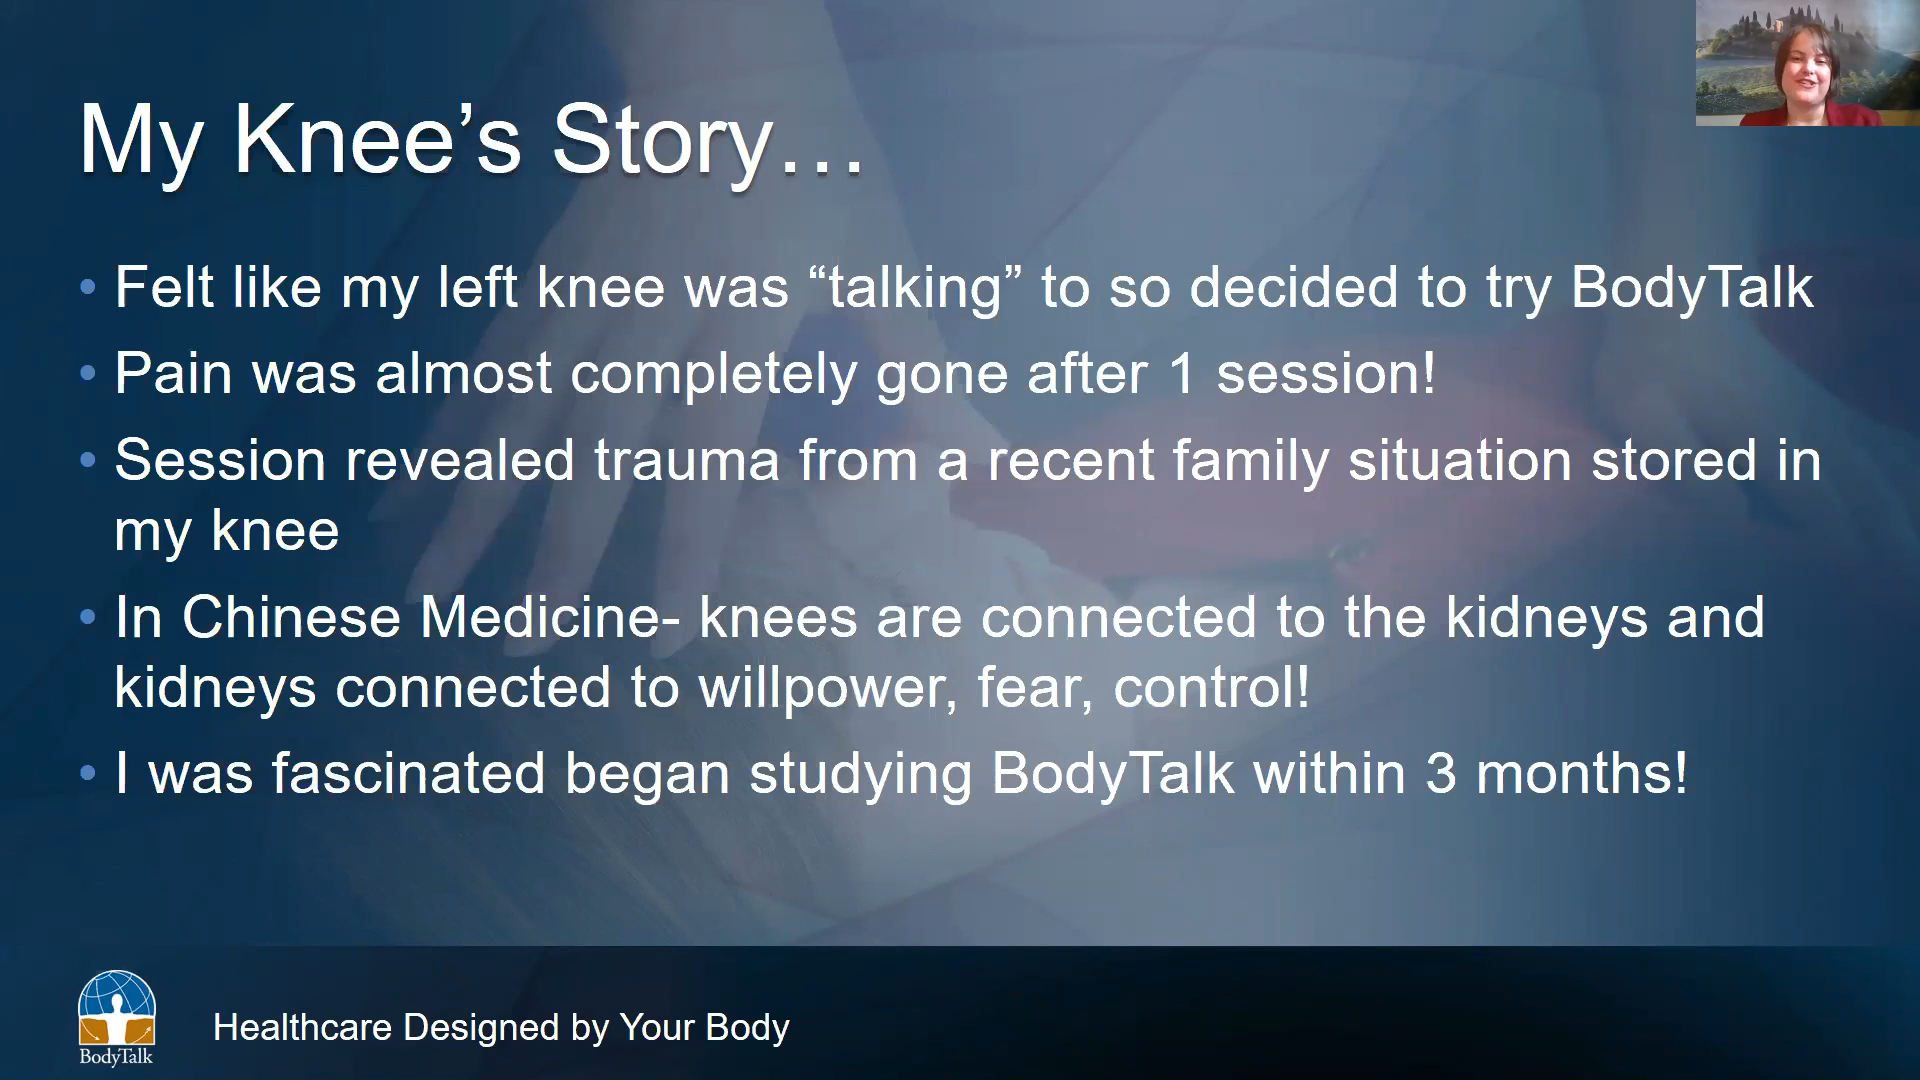 My Knee’s Story…
• Felt like my left knee was “talking” to so decided to try BodyTalk
• Pain was almost completely gone after 1 session!
• Session revealed trauma from a recent family situation stored in
my knee
• In Chinese Medicine- knees are connected to the kidneys and
kidneys connected to willpower, fear, control!
• I was fascinated began studying BodyTalk within 3 months!
BodyTalk
Healthcare Designed by Your Body